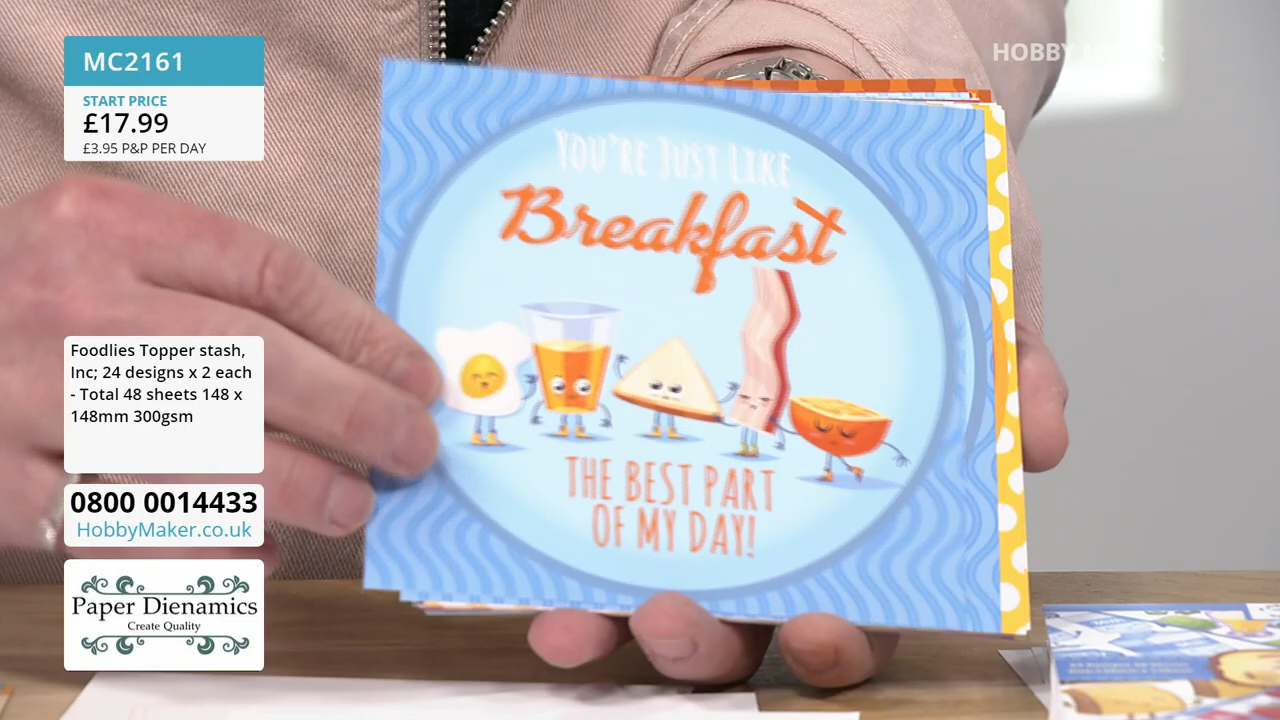 MC2161
START PRICE
£17.99
£3.95 P&P PER DAY
HOBBY MAKER
YOU'RE JUST LIKE
Breakfast
THE BEST PART
OF MY DAY!
Foodlies Topper stash,
Inc; 24 designs x 2 each
- Total 48 sheets 148 x
148mm 300gsm
0800 0014433
HobbyMaker.co.uk
Paper Dienamics
Create Quality